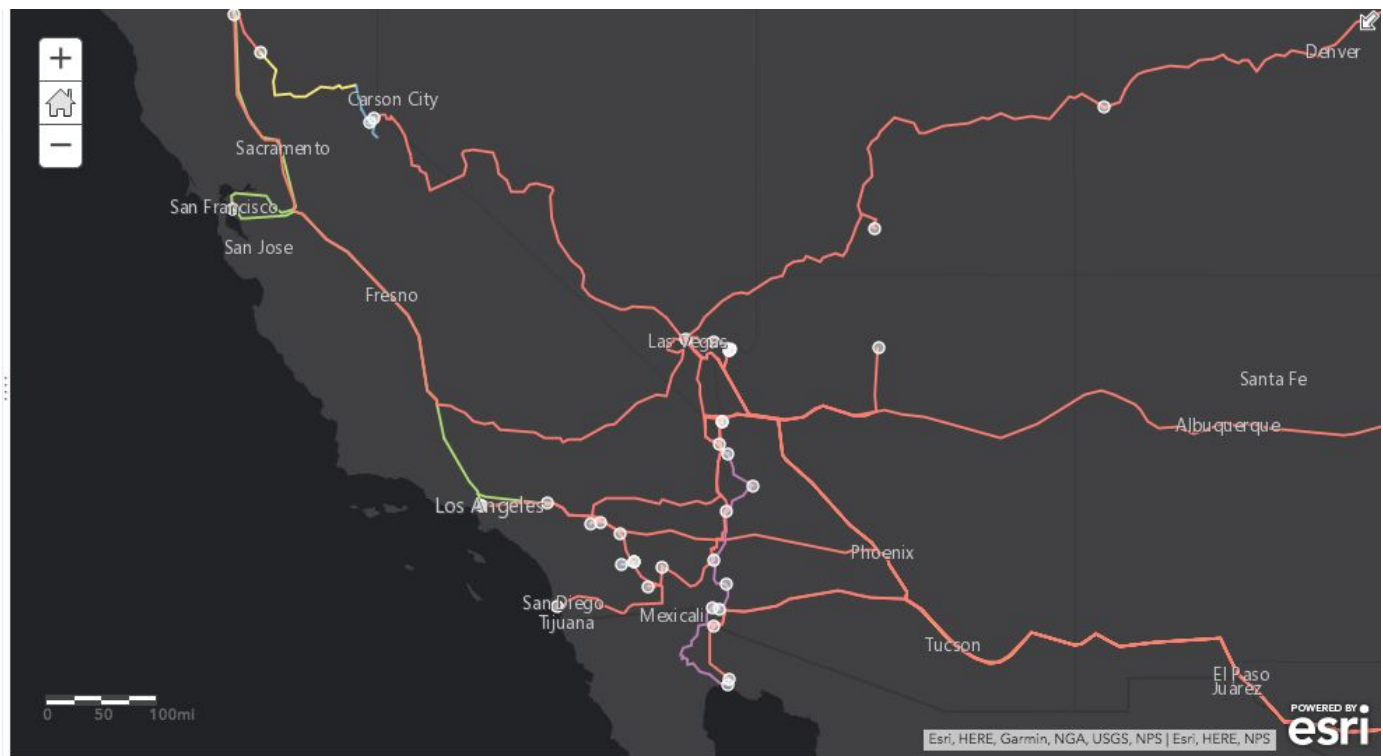 +
Denver
Carson City
−
Sacramento
San Francisco
San Jose
Fresno
Las Vegas
Santa Fe
Albuquerque
Los Angeles
Phoenix
San Diego
Mexicali
Tijuana
Tucson
El Paso
Juarez
0 50 100mi
POWERED BY
esri
Esri, HERE, Garmin, NGA, USGS, NPS | Esri, HERE, NPS